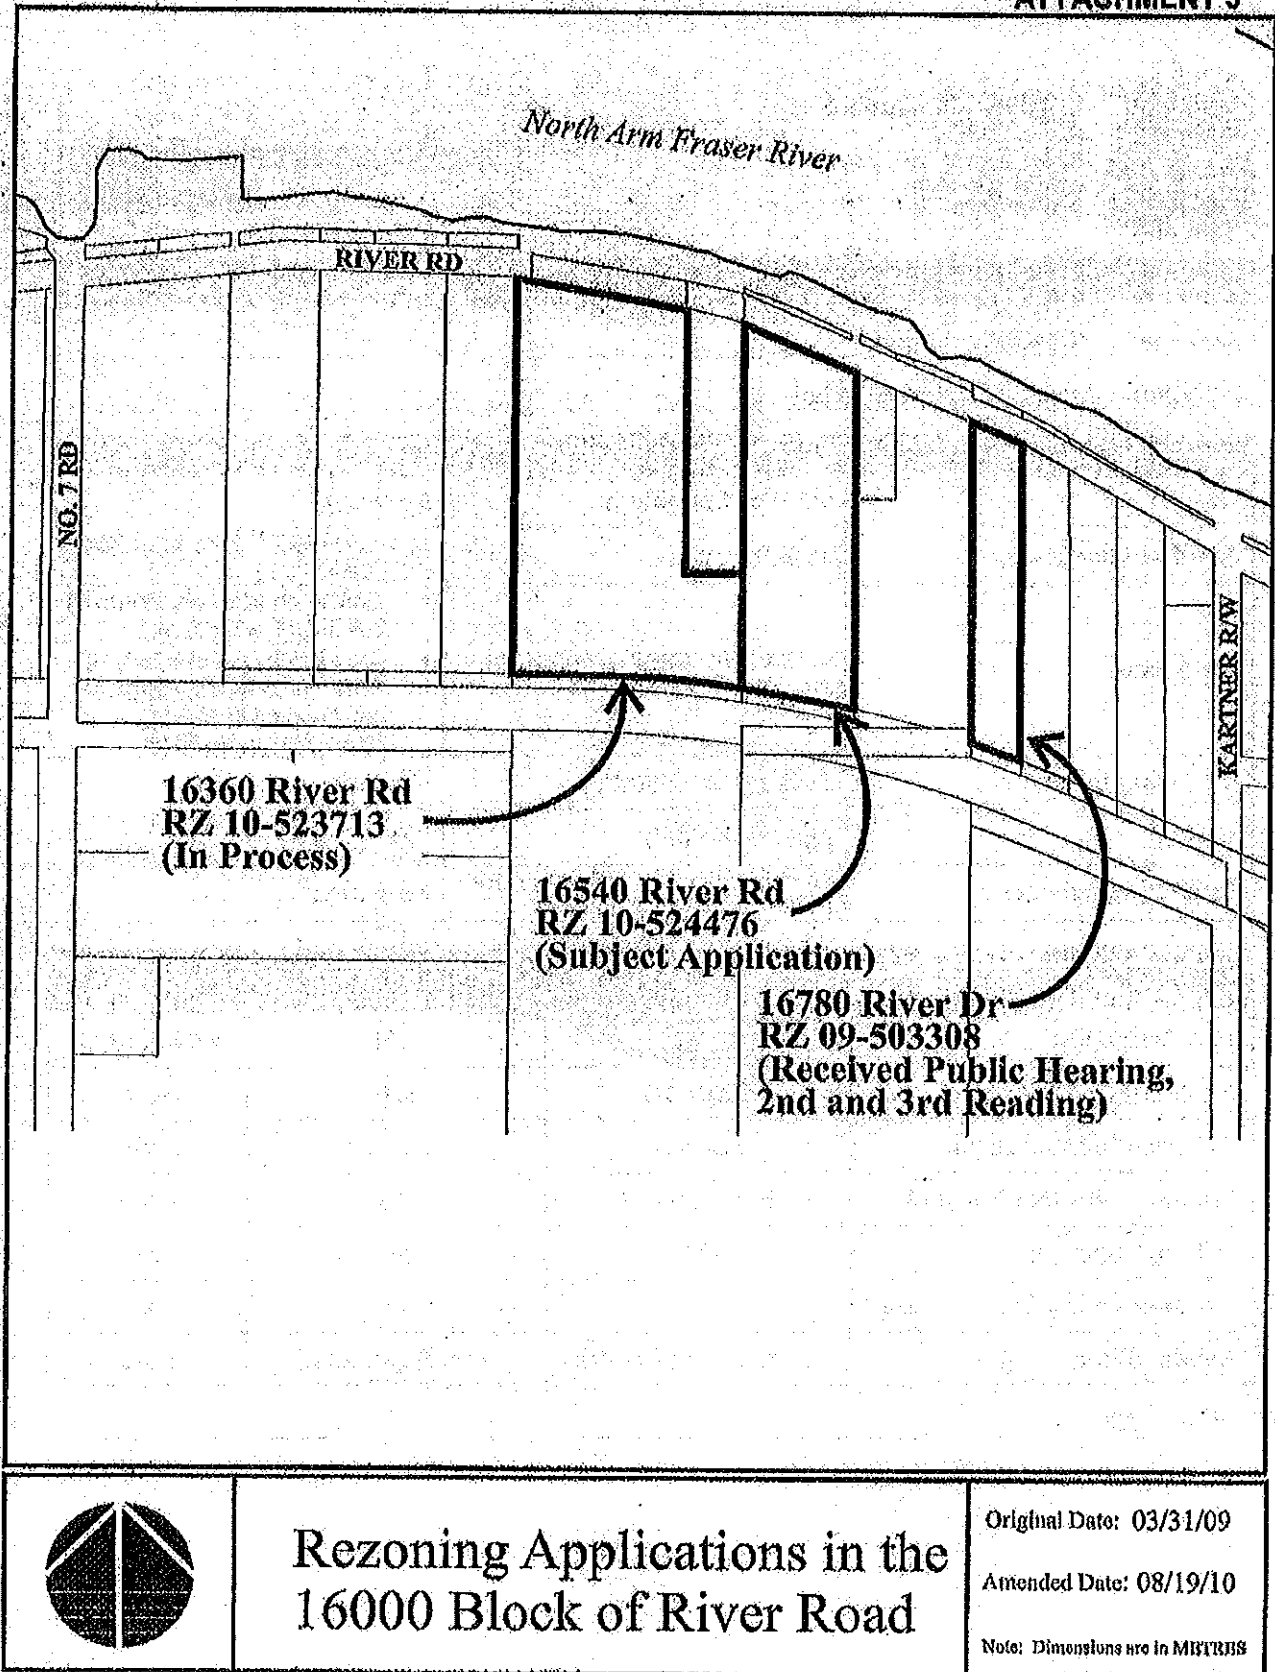 ATTACHMENT 3
North Arm Fraser River
RIVER RD
NO. 7 RD
KARTNER R/W
16360 River Rd
RZ 10-523713
(In Process)
16540 River Rd
RZ 10-524476
(Subject Application)
16780 River Dr
RZ 09-503308
(Received Public Hearing,
2nd and 3rd Reading)
Rezoning Applications in the
16000 Block of River Road
Original Date: 03/31/09
Amended Date: 08/19/10
Note: Dimensions are in METRES